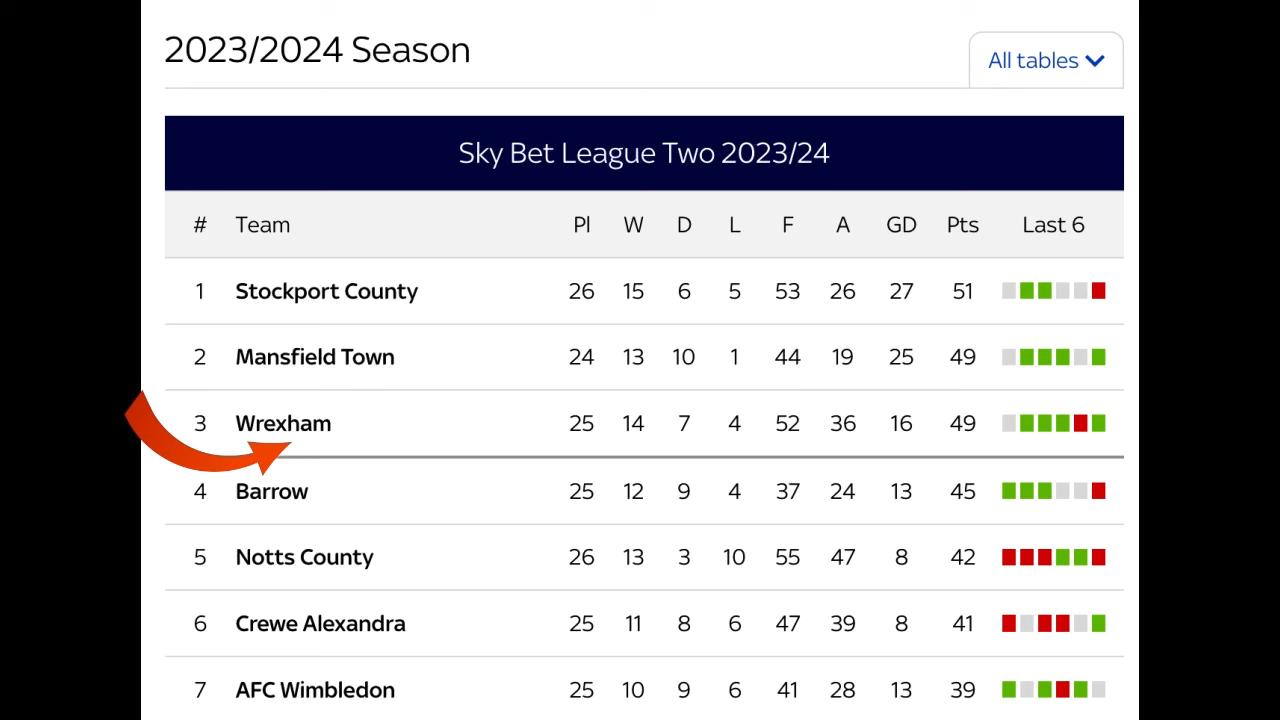 2023/2024 Season
All tables
Sky Bet League Two 2023/24
# Team Pl W D L F A GD Pts Last 6
1 Stockport County 26 15 6 5 53 26 27 51
2 Mansfield Town 24 13 10 1 44 19 25 49
3 Wrexham 25 14 7 4 52 36 16 49
4 Barrow 25 12 9 4 37 24 13 45
5 Notts County 26 13 3 10 55 47 8 42
6 Crewe Alexandra 25 11 8 6 47 39 8 41
7 AFC Wimbledon 25 10 9 6 41 28 13 39